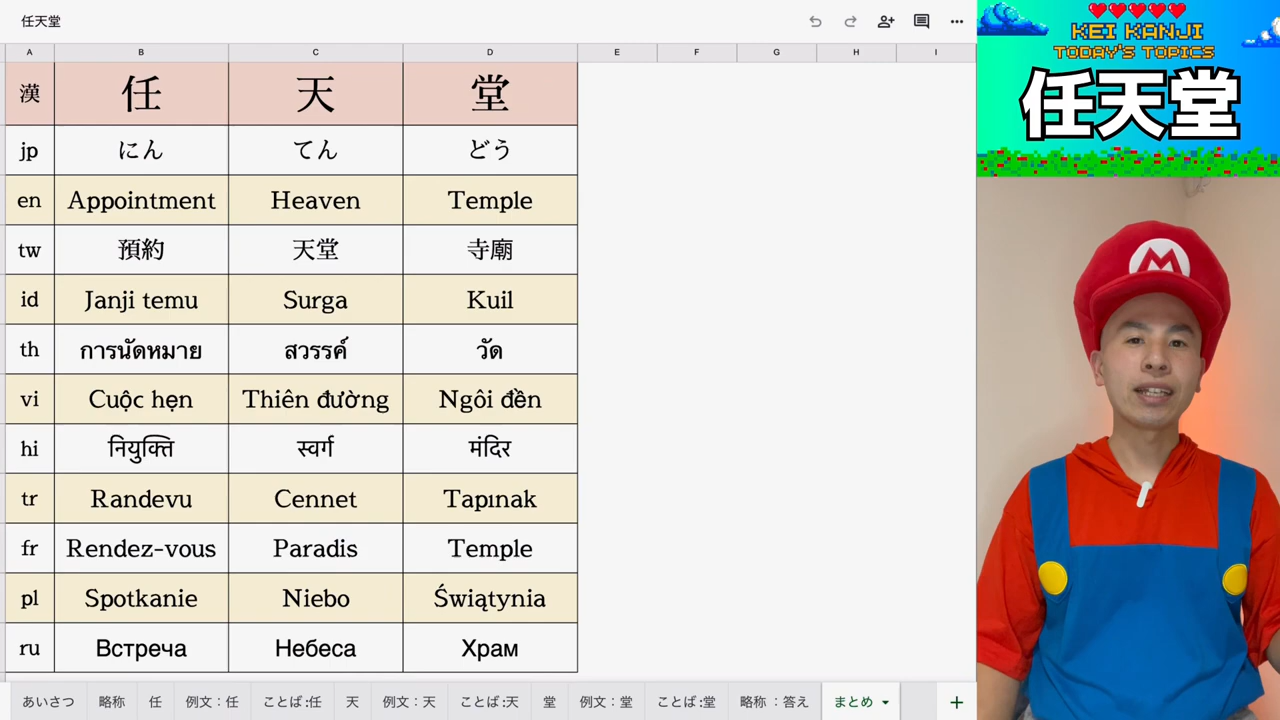 任天堂
A B C D E F G H I
漢 任 天 堂
jp にん てん どう
en Appointment Heaven Temple
tw 預約 天堂 寺廟
id Janji temu Surga Kuil
th การนัดหมาย สวรรค์ วัด
vi Cuộc hẹn Thiên đường Ngôi đền
hi नियुक्ति स्वर्ग मंदिर
tr Randevu Cennet Tapınak
fr Rendez-vous Paradis Temple
pl Spotkanie Niebo Świątynia
ru Встреча Небеса Храм
あいさつ 略称 任 例文：任 ことば:任 天 例文：天 ことば:天 堂 例文：堂 ことば:堂 略称：答え まとめ
KEI KANJI
TODAY'S TOPICS
任天堂
M